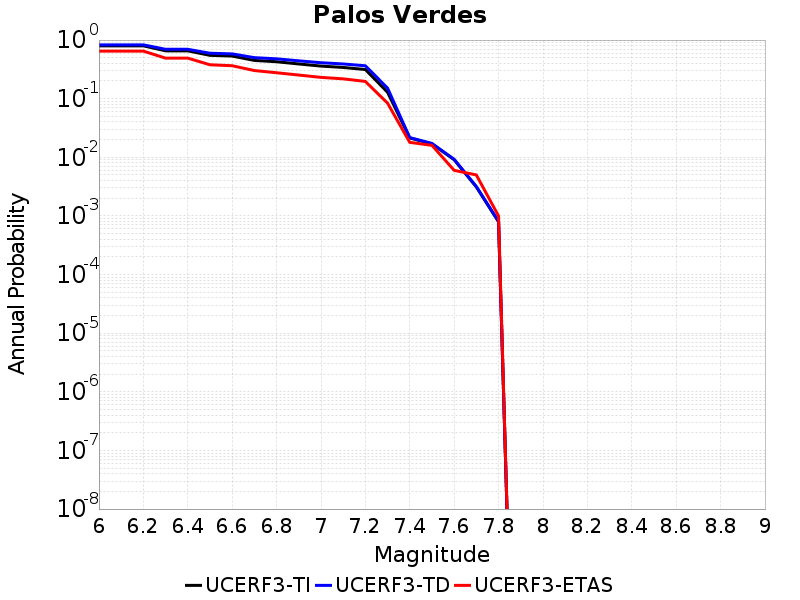 Palos Verdes
Annual Probability
10^0
10^-1
10^-2
10^-3
10^-4
10^-5
10^-6
10^-7
10^-8
6 6.2 6.4 6.6 6.8 7 7.2 7.4 7.6 7.8 8 8.2 8.4 8.6 8.8 9
Magnitude
UCERF3-TI UCERF3-TD UCERF3-ETAS